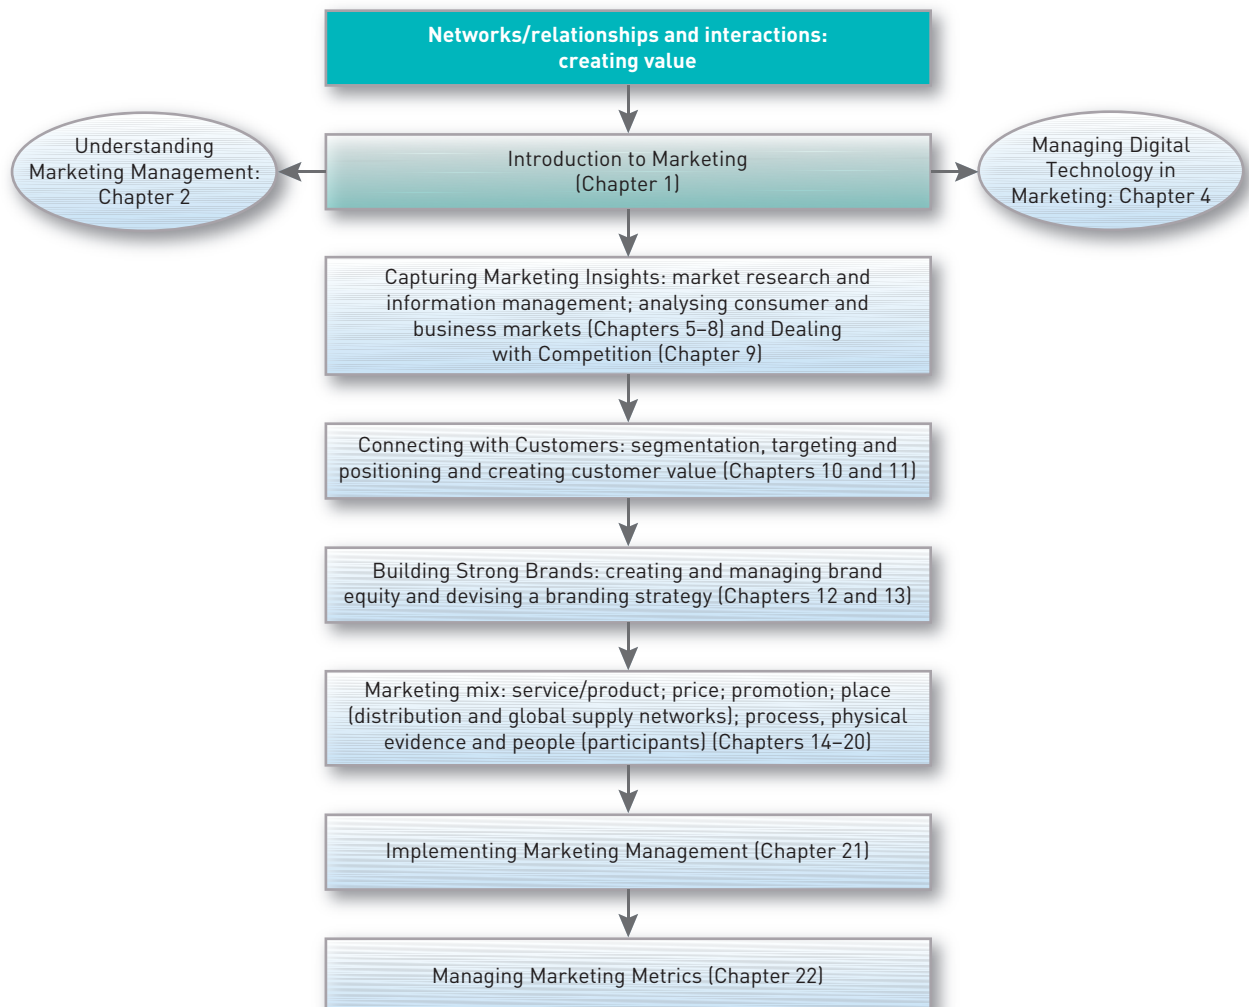 Networks/relationships and interactions:
creating value
Understanding
Marketing Management:
Chapter 2
Introduction to Marketing
(Chapter 1)
Managing Digital
Technology in
Marketing: Chapter 4
Capturing Marketing Insights: market research and
information management; analysing consumer and
business markets (Chapters 5–8) and Dealing
with Competition (Chapter 9)
Connecting with Customers: segmentation, targeting and
positioning and creating customer value (Chapters 10 and 11)
Building Strong Brands: creating and managing brand
equity and devising a branding strategy (Chapters 12 and 13)
Marketing mix: service/product; price; promotion; place
(distribution and global supply networks); process, physical
evidence and people (participants) (Chapters 14–20)
Implementing Marketing Management (Chapter 21)
Managing Marketing Metrics (Chapter 22)